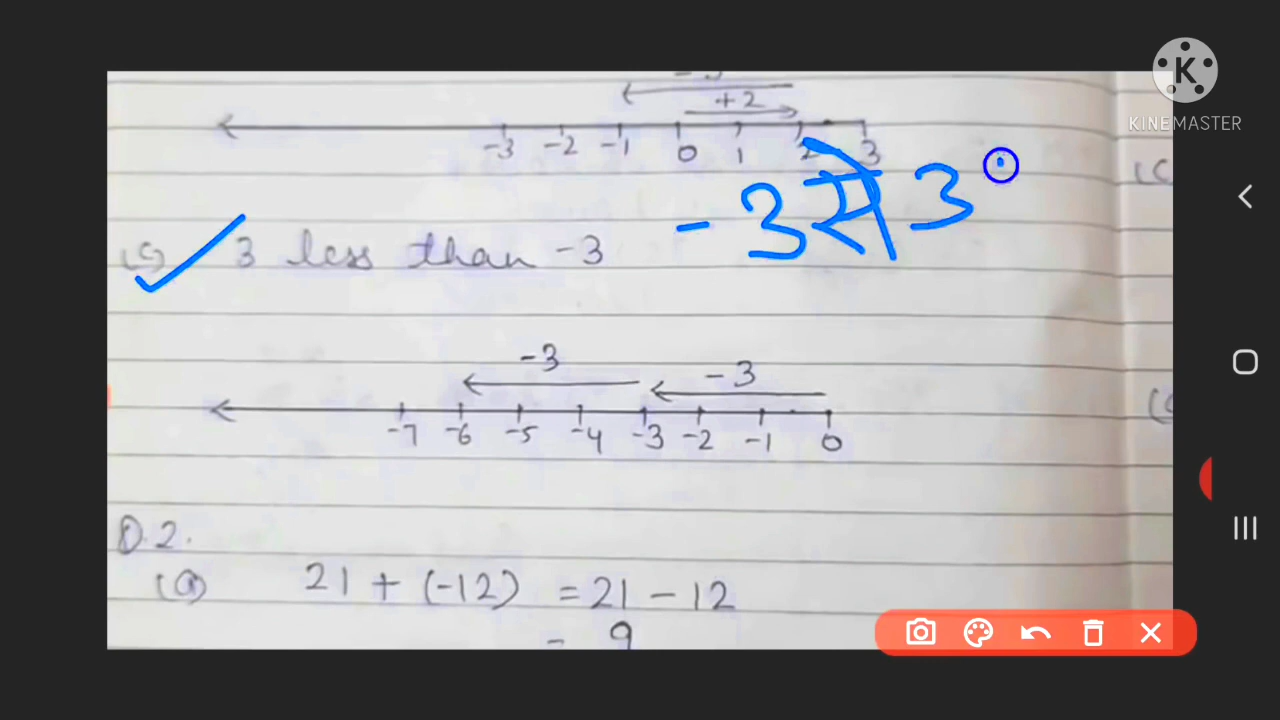 +2
-3 -2 -1 0 1 2 3
KINEMASTER
-3 से 3
3 less than -3
-3 -3
-7 -6 -5 -4 -3 -2 -1 0
Q.2.
(a) 21 + (-12) = 21 - 12
= 9